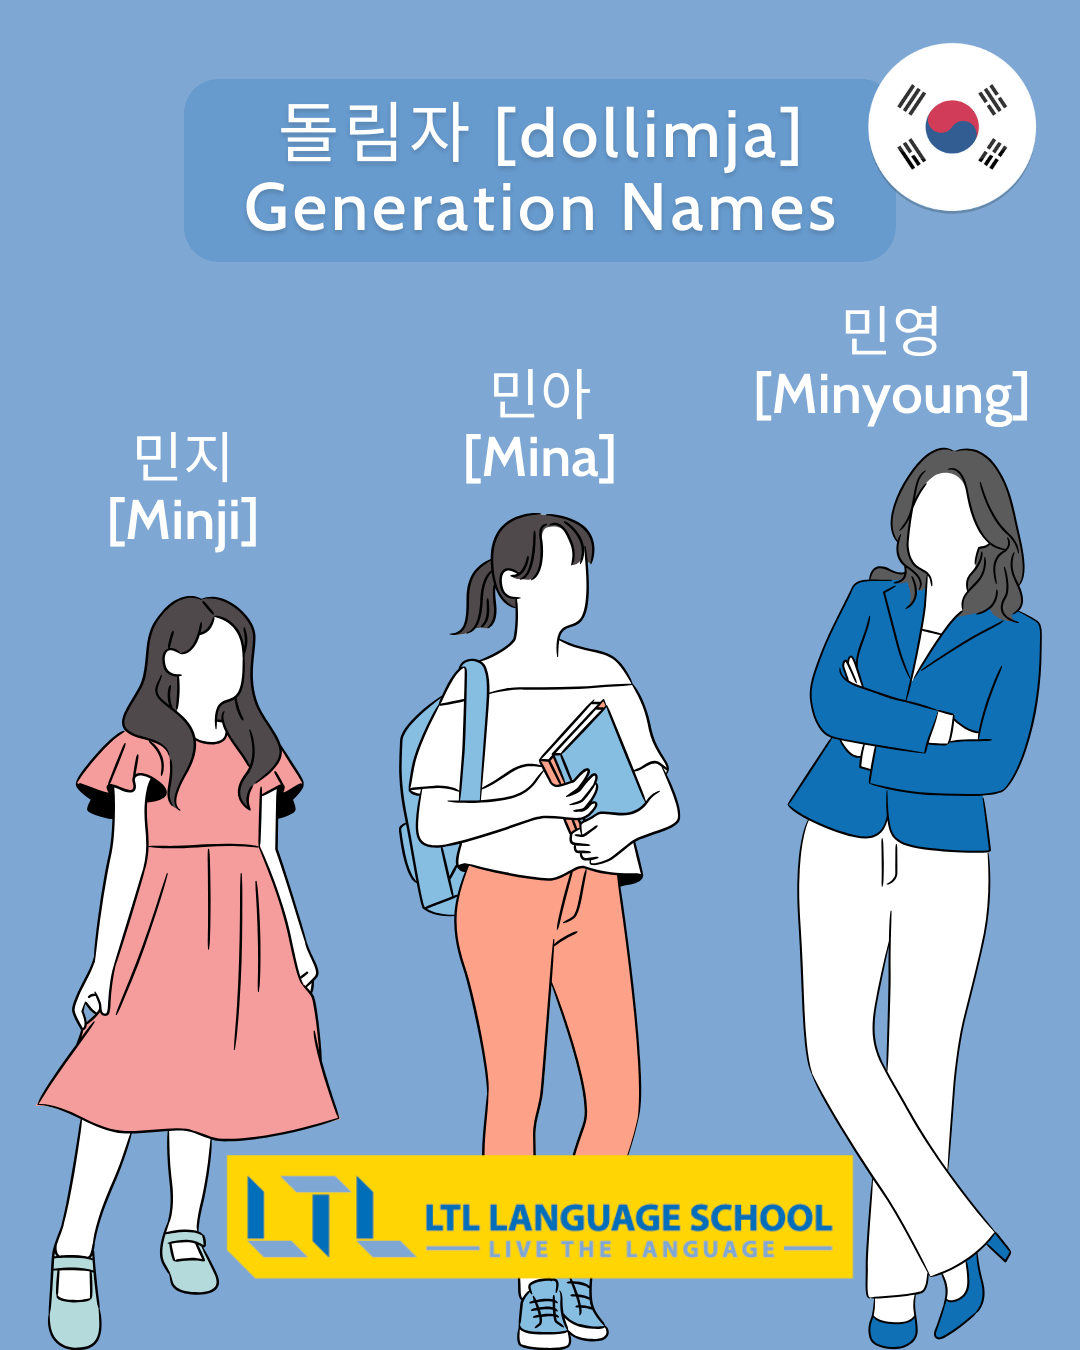 돌림자 [dollimja]
Generation Names
민영
[Minyoung]
민아
[Mina]
민지
[Minji]
LTL LANGUAGE SCHOOL
LIVE THE LANGUAGE